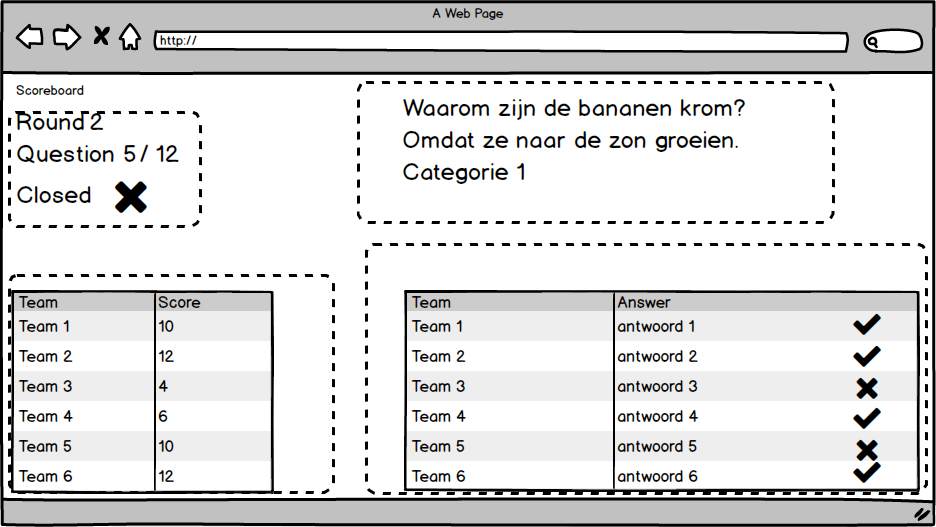 A Web Page
http://
Scoreboard
Round 2
Question 5 / 12
Closed
Waarom zijn de bananen krom?
Omdat ze naar de zon groeien.
Categorie 1
Team Score
Team 1 10
Team 2 12
Team 3 4
Team 4 6
Team 5 10
Team 6 12
Team Answer
Team 1 antwoord 1
Team 2 antwoord 2
Team 3 antwoord 3
Team 4 antwoord 4
Team 5 antwoord 5
Team 6 antwoord 6